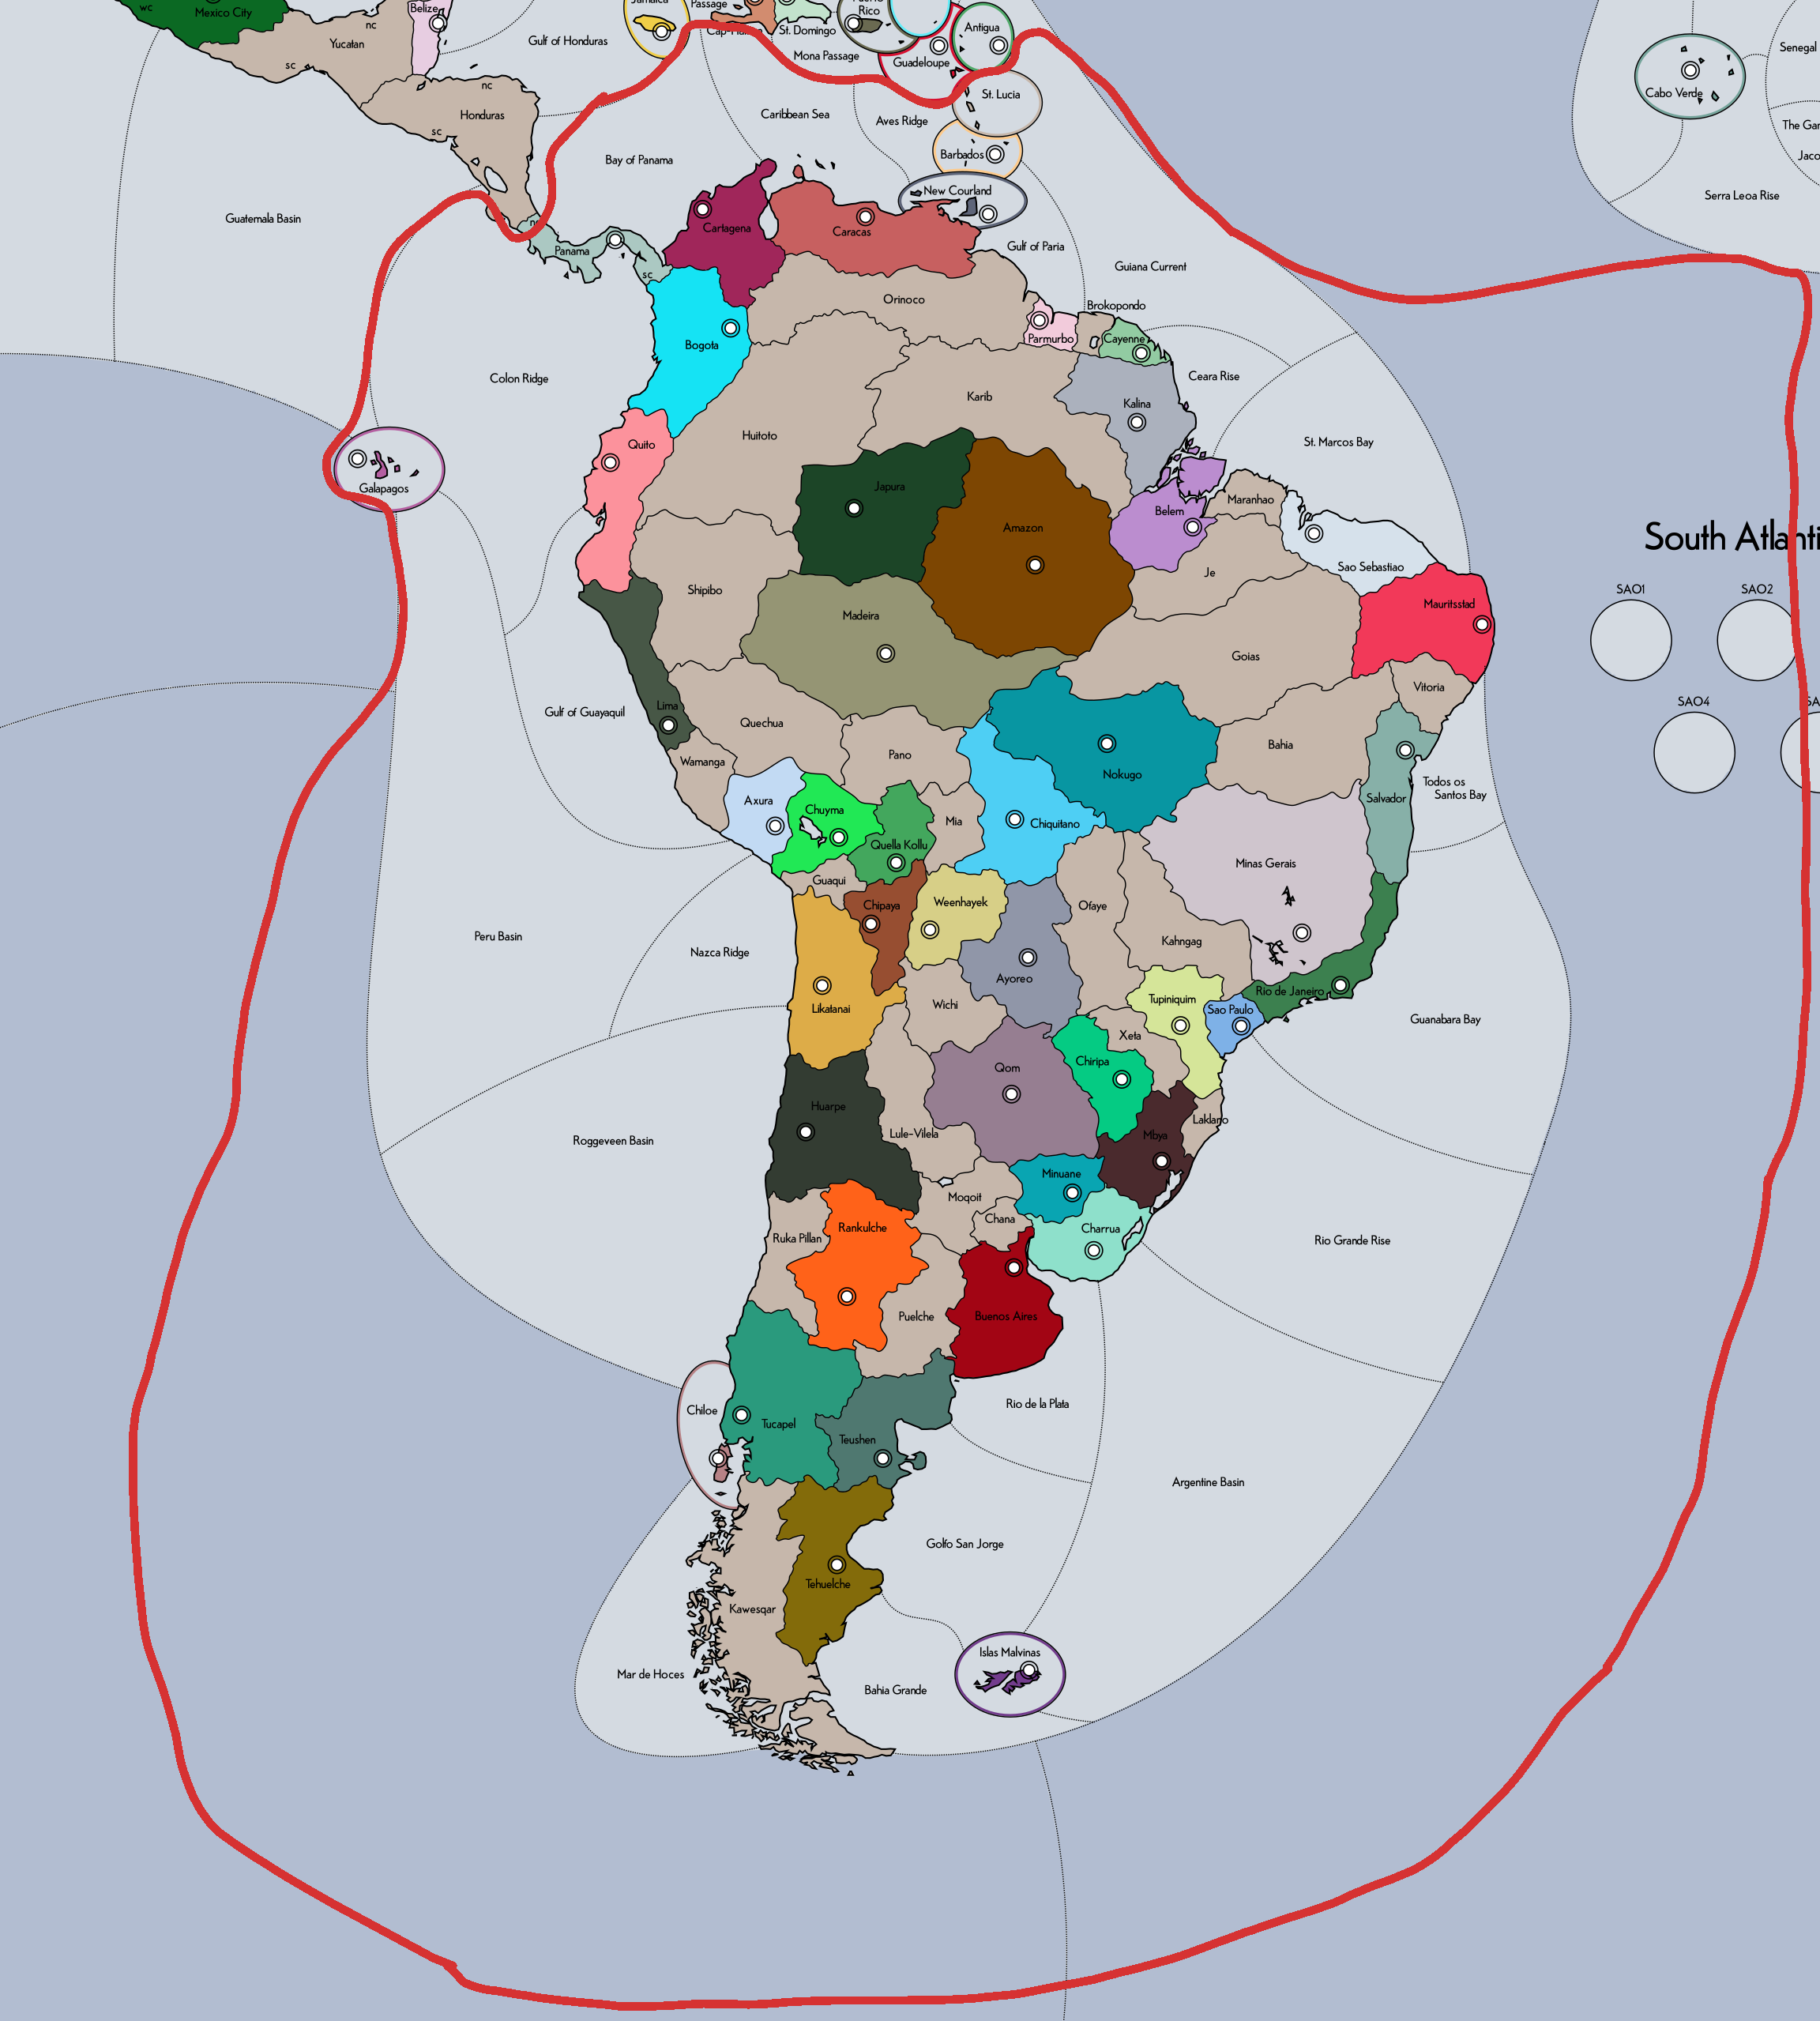 Jamaica
Passage
Puerto
Rico
wc
Mexico City
nc
Yucatan
sc
Belize
Gulf of Honduras
Cap-Haitien
St. Domingo
Mona Passage
Antigua
Guadeloupe
Senegal
Cabo Verde
nc
Honduras
sc
Caribbean Sea
Aves Ridge
St. Lucia
The Gar
Jaco
Bay of Panama
Barbados
New Courland
Serra Leoa Rise
Guatemala Basin
Panama
sc
Cartagena
Caracas
Gulf of Paria
Guiana Current
Orinoco
Brokopondo
Parmurbo
Cayenne
Bogota
Colon Ridge
Ceara Rise
Karib
Kalina
Huitoto
Quito
St. Marcos Bay
Galapagos
Japura
Amazon
Maranhao
Belem
South Atlanti
Sao Sebastiao
Je
Shipibo
SAO1
SAO2
Madeira
Mauritsstad
Goias
Vitoria
Lima
Gulf of Guayaquil
Quechua
SAO4
SA
Wamanga
Pano
Nokugo
Bahia
Todos os
Santos Bay
Axura
Chuyma
Mia
Chiquitano
Salvador
Quella Kollu
Minas Gerais
Guaqui
Chipaya
Weenhayek
Ofaye
Peru Basin
Nazca Ridge
Kahngag
Ayoreo
Likatanai
Wichi
Tupiniquim
Rio de Janeiro
Sao Paulo
Guanabara Bay
Xeta
Chiripa
Qom
Huarpe
Roggeveen Basin
Lule-Vilela
Mbya
Laklano
Minuane
Moqoit
Chana
Charrua
Ruka Pillan
Rankulche
Rio Grande Rise
Puelche
Buenos Aires
Chiloe
Tucapel
Teushen
Rio de la Plata
Argentine Basin
Golfo San Jorge
Tehuelche
Kawesqar
Islas Malvinas
Mar de Hoces
Bahia Grande